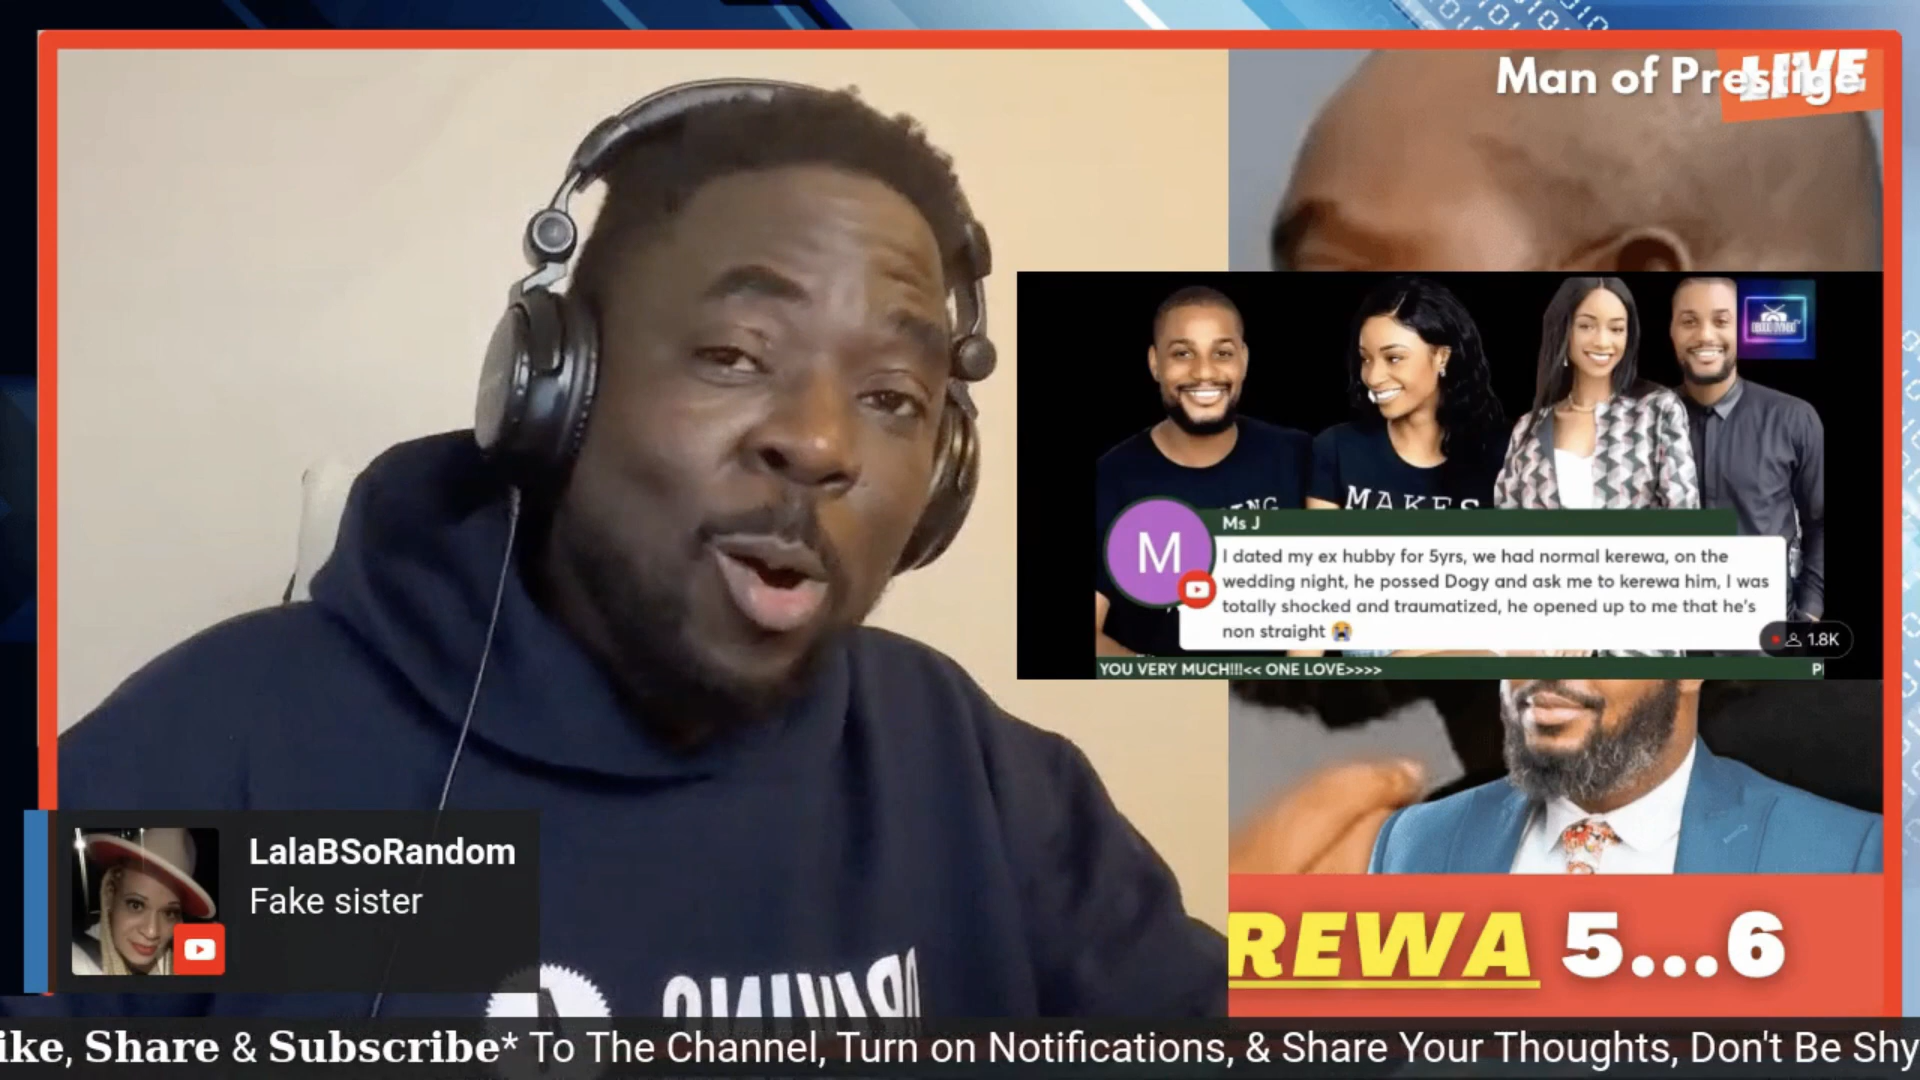 LIVE
Man of Prestige
MAKES
Ms J
M
I dated my ex hubby for 5yrs, we had normal kerewa, on the
wedding night, he possed Dogy and ask me to kerewa him, I was
totally shocked and traumatized, he opened up to me that he's
non straight 😭
1.8K
YOU VERY MUCH!!!<< ONE LOVE>>>>
LalaBSoRandom
Fake sister
REWA 5...6
ike, Share & Subscribe* To The Channel, Turn on Notifications, & Share Your Thoughts, Don't Be Shy